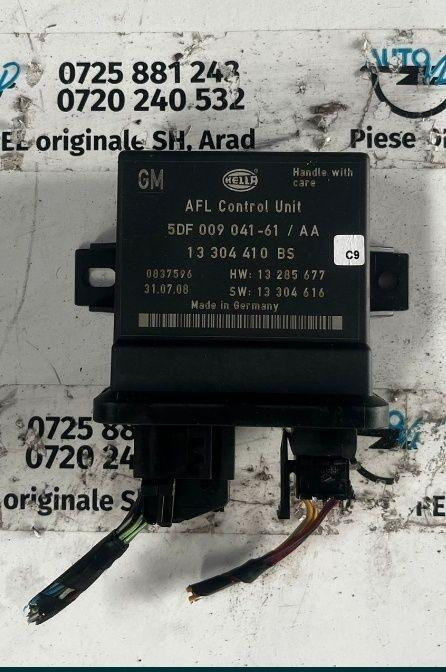 0725 881 243
0720 240 532
originale SH, Arad
Piese
GM
HELLA
Handle with
care
AFL Control Unit
5DF 009 041-61 / AA
13 304 410 BS
C9
0837596
HW: 13 285 677
31.07.08
SW: 13 304 616
Made in Germany
0725 88
0720 24
originale S